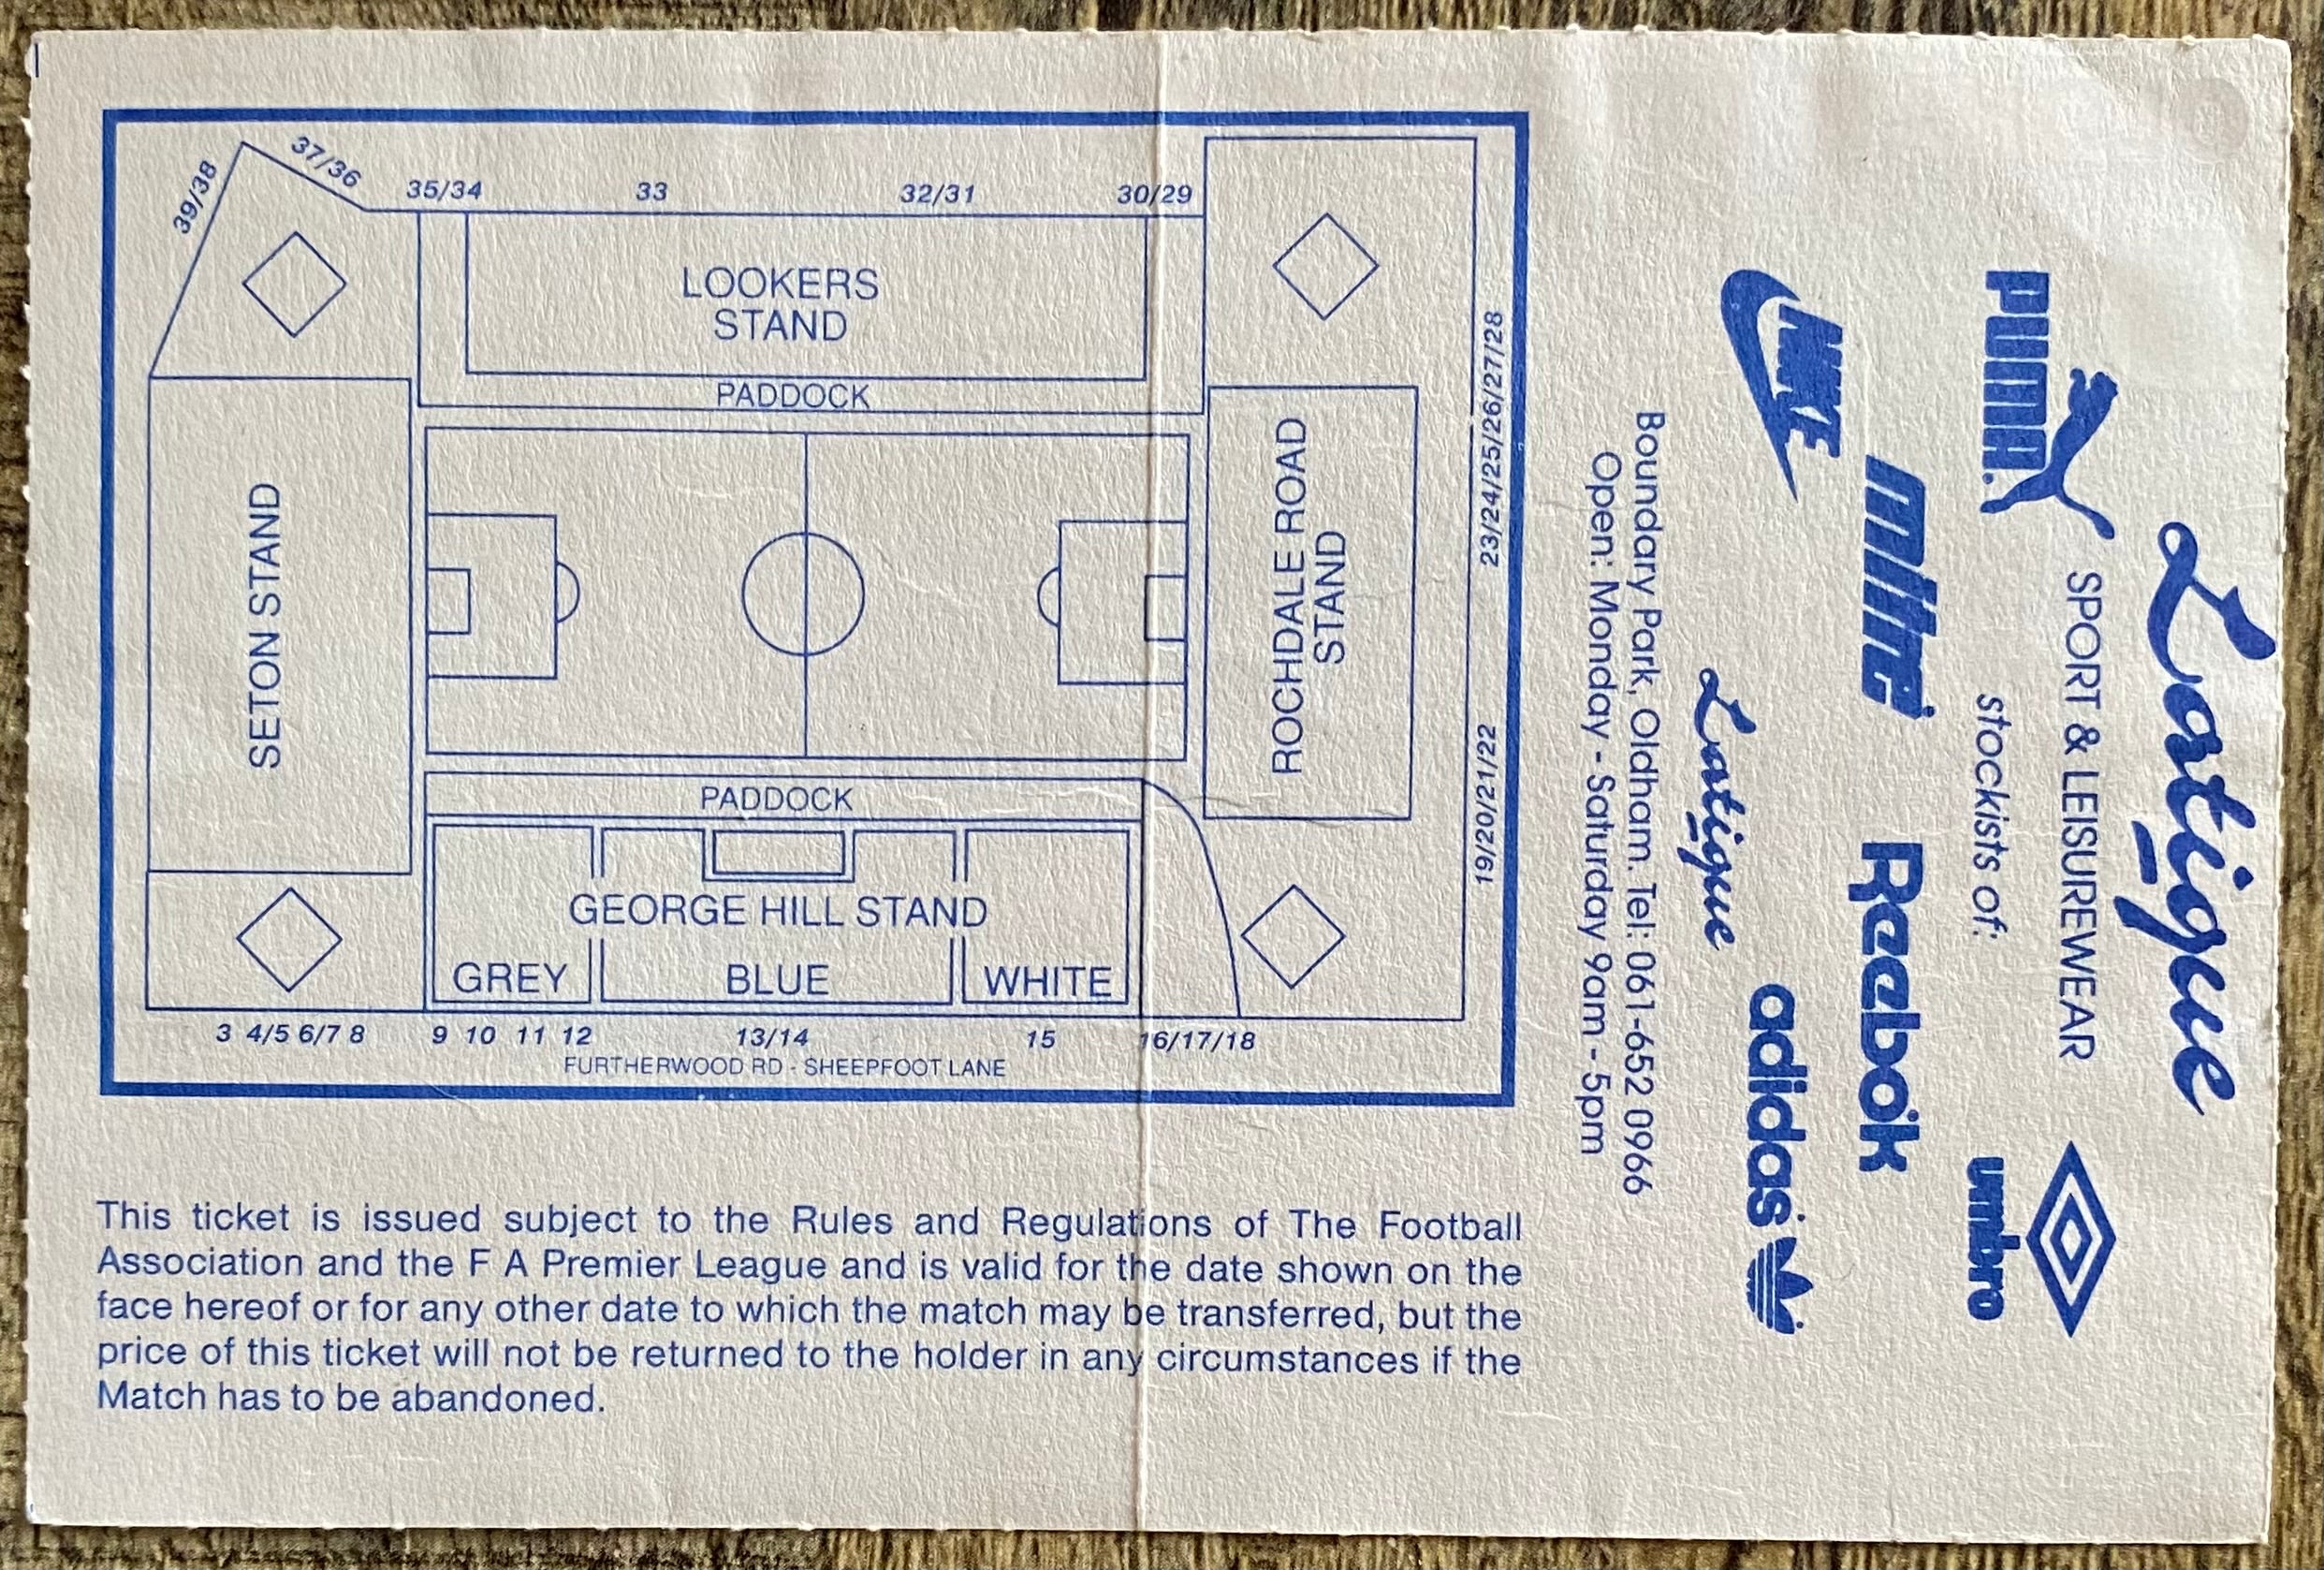 39/38
37/36
35/34
33
32/31
30/29
LOOKERS
STAND
PADDOCK
SETON STAND
ROCHDALE ROAD
STAND
23/24/25/26/27/28
19/20/21/22
PADDOCK
GEORGE HILL STAND
GREY
BLUE
WHITE
3 4/5 6/7 8
9 10 11 12
13/14
15
16/17/18
FURTHERWOOD RD - SHEEPFOOT LANE
This ticket is issued subject to the Rules and Regulations of The Football
Association and the F A Premier League and is valid for the date shown on the
face hereof or for any other date to which the match may be transferred, but the
price of this ticket will not be returned to the holder in any circumstances if the
Match has to be abandoned.
Latique
SPORT & LEISUREWEAR
PUMA
stockists of:
umbro
mitre
Reebok
NIKE
adidas
Latique
Boundary Park, Oldham. Tel: 061-652 0966
Open: Monday - Saturday 9am - 5pm